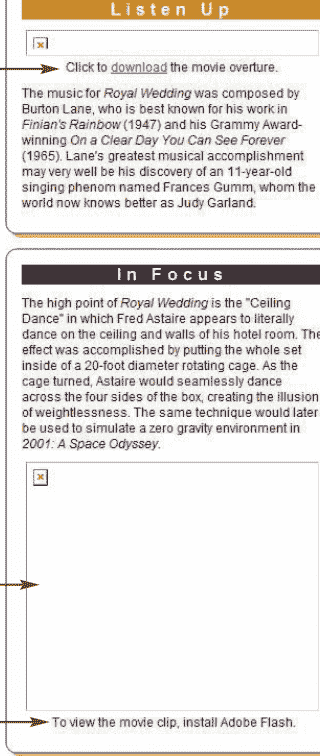 Listen Up
Click to download the movie overture.
The music for Royal Wedding was composed by
Burton Lane, who is best known for his work in
Finian's Rainbow (1947) and his Grammy Award-
winning On a Clear Day You Can See Forever
(1965). Lane's greatest musical accomplishment
may very well be his discovery of an 11-year-old
singing phenom named Frances Gumm, whom the
world now knows better as Judy Garland.
In Focus
The high point of Royal Wedding is the "Ceiling
Dance" in which Fred Astaire appears to literally
dance on the ceiling and walls of his hotel room. The
effect was accomplished by putting the whole set
inside of a 20-foot diameter rotating cage. As the
cage turned, Astaire would seamlessly dance
across the four sides of the box, creating the illusion
of weightlessness. The same technique would later
be used to simulate a zero gravity environment in
2001: A Space Odyssey.
To view the movie clip, install Adobe Flash.